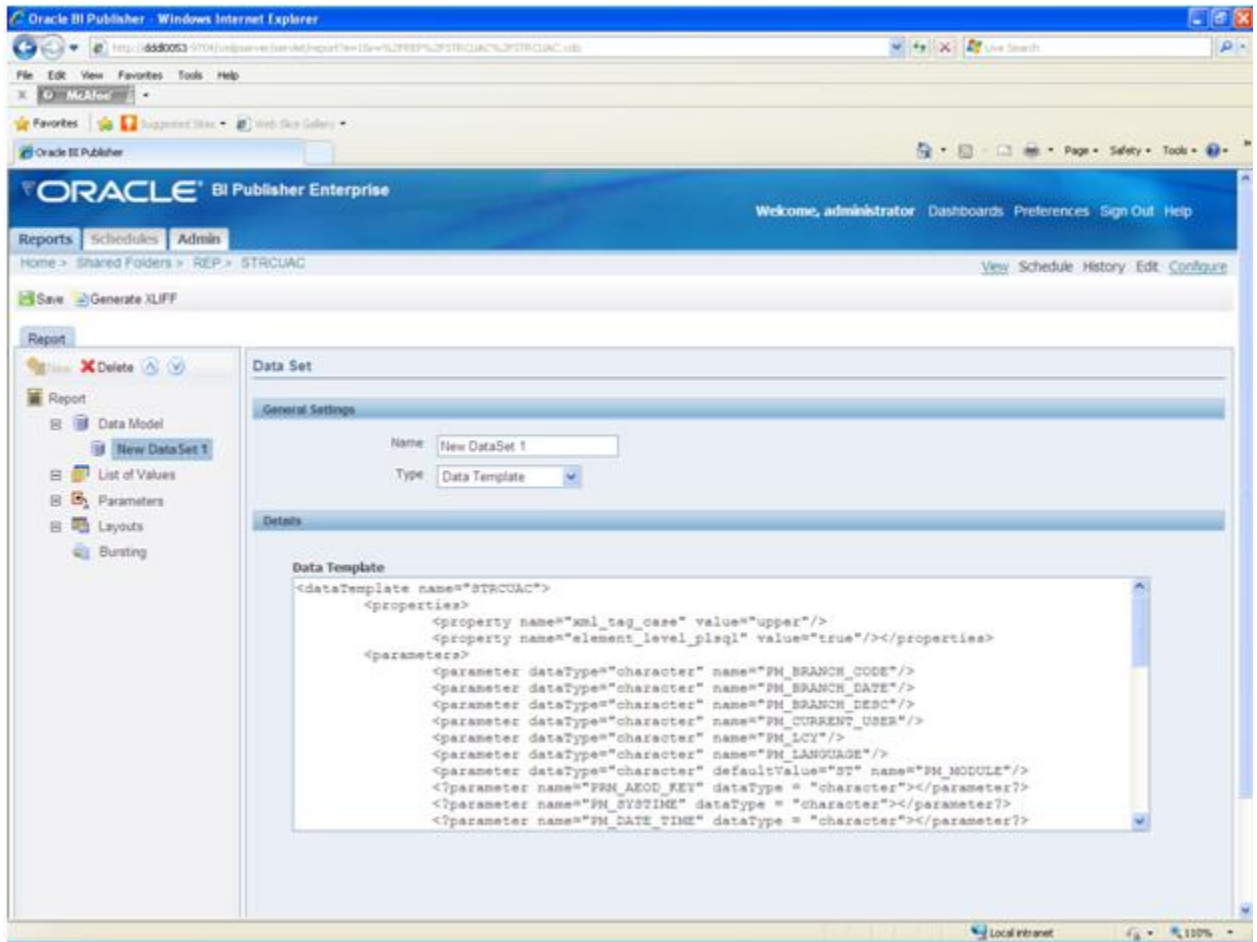 Oracle BI Publisher - Windows Internet Explorer
Live Search
File Edit View Favorites Tools Help
X McAfee
Favorites Suggested Sites Web Slice Gallery
Oracle BI Publisher Page Safety Tools
ORACLE BI Publisher Enterprise
Welcome, administrator Dashboards Preferences Sign Out Help
Reports Schedules Admin
Home > Shared Folders > REP > STRCUAC View Schedule History Edit Configure
Save Generate XLIFF
Report
New Delete Data Set
Report
General Settings
Data Model
Name New DataSet 1
New DataSet 1
Type Data Template
List of Values
Parameters
Details
Layouts
Bursting
Data Template
<dataTemplate name="STRCUAC">
<properties>
<property name="xml_tag_case" value="upper"/>
<property name="element_level_plsql" value="true"/></properties>
<parameters>
<parameter dataType="character" name="PM_BRANCH_CODE"/>
<parameter dataType="character" name="PM_BRANCH_DATE"/>
<parameter dataType="character" name="PM_BRANCH_DESC"/>
<parameter dataType="character" name="PM_CURRENT_USER"/>
<parameter dataType="character" name="PM_LCY"/>
<parameter dataType="character" name="PM_LANGUAGE"/>
<parameter dataType="character" defaultValue="ST" name="PM_MODULE"/>
<?parameter name="PRM_AEOD_KEY" dataType = "character"></parameter?>
<?parameter name="PM_SYSTIME" dataType = "character"></parameter?>
<?parameter name="PM_DATE_TIME" dataType = "character"></parameter?>
Local intranet 110%